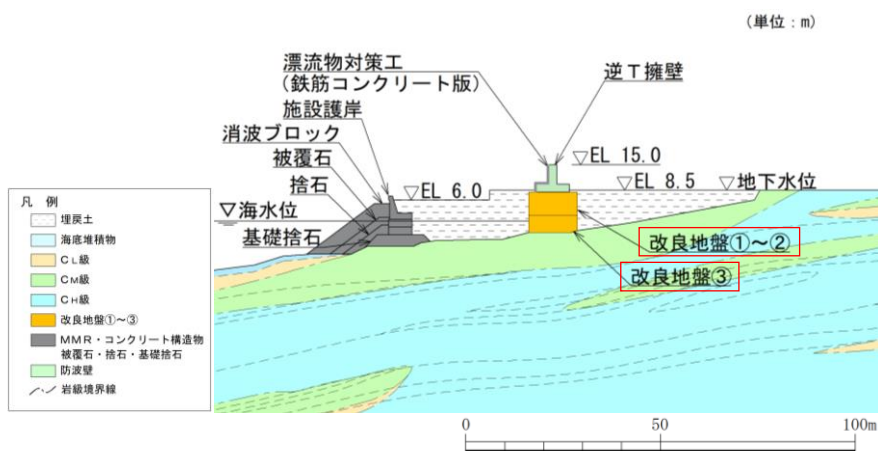 (単位:m)
漂流物対策工
(鉄筋コンクリート版)
施設護岸
消波ブロック
被覆石
捨石
▽海水位
基礎捨石
逆T擁壁
▽EL 15.0
▽EL 6.0
▽EL 8.5
▽地下水位
改良地盤①~②
改良地盤③
凡 例
埋戻土
海底堆積物
CL級
CM級
CH級
改良地盤①~③
MMR・コンクリート構造物
被覆石・捨石・基礎捨石
防波壁
岩級境界線
0 50 100m